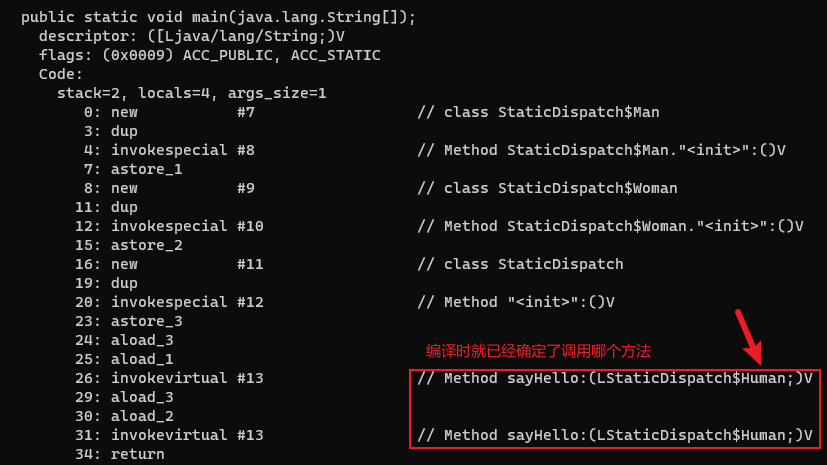 public static void main(java.lang.String[]);
descriptor: ([Ljava/lang/String;)V
flags: (0x0009) ACC_PUBLIC, ACC_STATIC
Code:
stack=2, locals=4, args_size=1
0: new #7 // class StaticDispatch$Man
3: dup
4: invokespecial #8 // Method StaticDispatch$Man."<init>":()V
7: astore_1
8: new #9 // class StaticDispatch$Woman
11: dup
12: invokespecial #10 // Method StaticDispatch$Woman."<init>":()V
15: astore_2
16: new #11 // class StaticDispatch
19: dup
20: invokespecial #12 // Method "<init>":()V
23: astore_3
24: aload_3
25: aload_1 编译时就已经确定了调用哪个方法
26: invokevirtual #13 // Method sayHello:(LStaticDispatch$Human;)V
29: aload_3
30: aload_2
31: invokevirtual #13 // Method sayHello:(LStaticDispatch$Human;)V
34: return